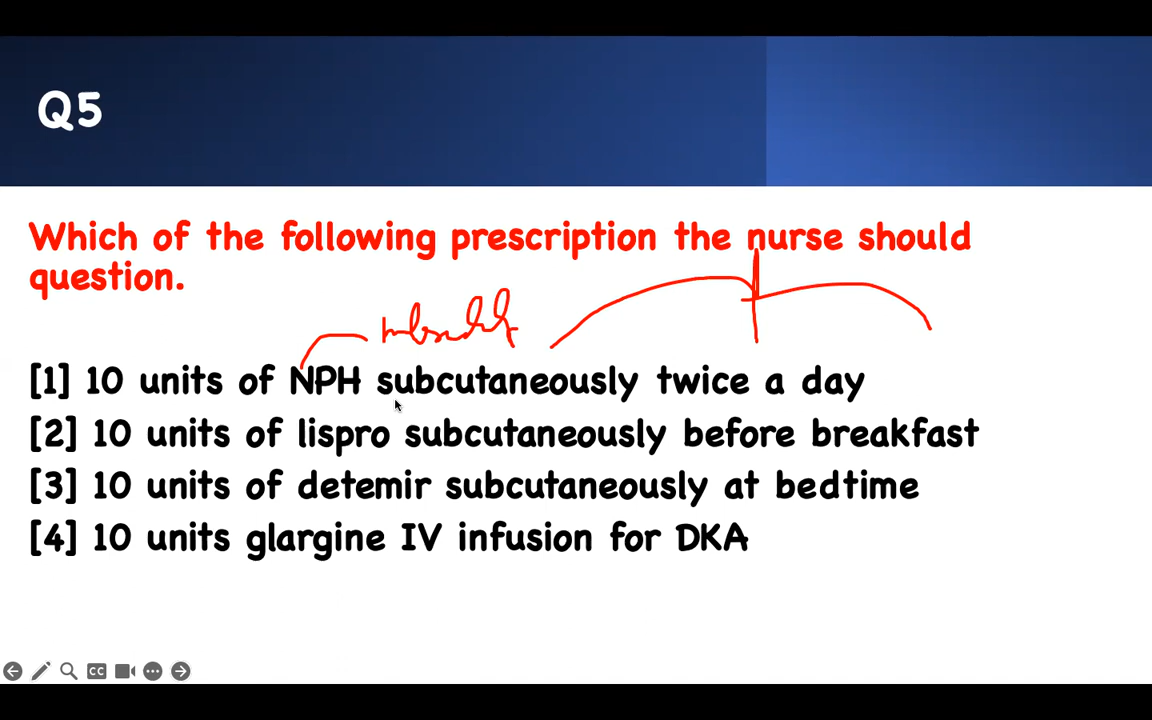 Q5
Which of the following prescription the nurse should
question.
[1] 10 units of NPH subcutaneously twice a day
[2] 10 units of lispro subcutaneously before breakfast
[3] 10 units of detemir subcutaneously at bedtime
[4] 10 units glargine IV infusion for DKA
CC